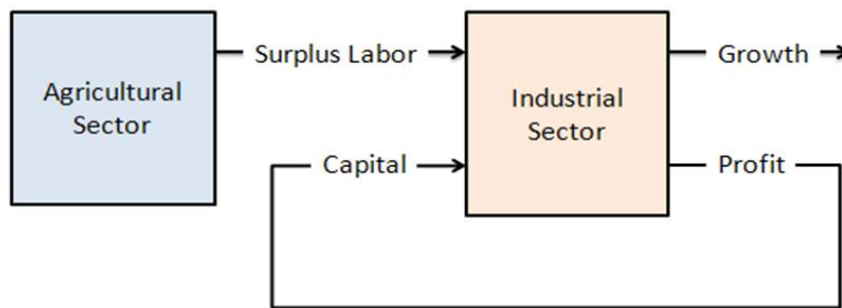 Agricultural
Sector
Surplus Labor
Industrial
Sector
Growth
Capital
Profit